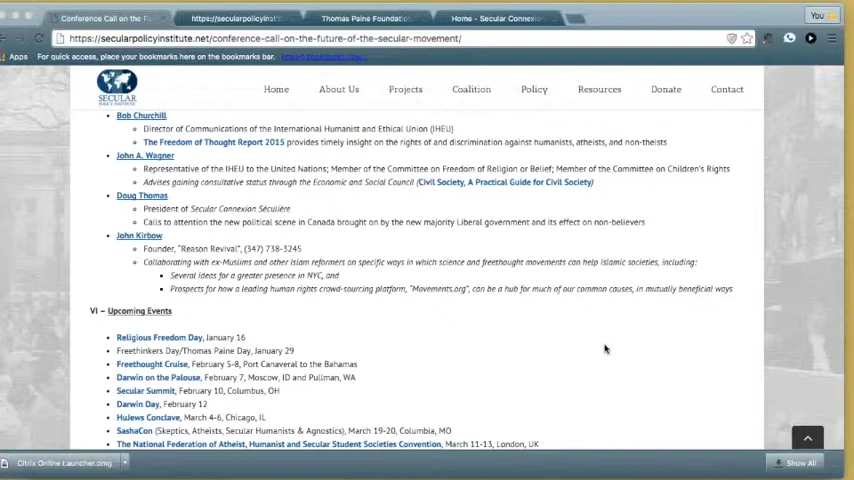 Conference Call on the Fu
https://secularpolicyinst
Thomas Paine Foundatio
Home - Secular Connexio
You
https://secularpolicyinstitute.net/conference-call-on-the-future-of-the-secular-movement/
Apps For quick access, place your bookmarks here on the bookmarks bar.
SECULAR
POLICY INSTITUTE
Home About Us Projects Coalition Policy Resources Donate Contact
Bob Churchill
Director of Communications of the International Humanist and Ethical Union (IHEU)
The Freedom of Thought Report 2015 provides timely insight on the rights of and discrimination against humanists, atheists, and non-theists
John A. Wagner
Representative of the IHEU to the United Nations; Member of the Committee on Freedom of Religion or Belief; Member of the Committee on Children's Rights
Advises gaining consultative status through the Economic and Social Council (Civil Society, A Practical Guide for Civil Society)
Doug Thomas
President of Secular Connexion Séculière
Calls to attention the new political scene in Canada brought on by the new majority Liberal government and its effect on non-believers
John Kirbow
Founder, "Reason Revival", (347) 738-3245
Collaborating with ex-Muslims and other Islam reformers on specific ways in which science and freethought movements can help Islamic societies, including:
Several ideas for a greater presence in NYC, and
Prospects for how a leading human rights crowd-sourcing platform, "Movements.org", can be a hub for much of our common causes, in mutually beneficial ways
VI – Upcoming Events
Religious Freedom Day, January 16
Freethinkers Day/Thomas Paine Day, January 29
Freethought Cruise, February 5-8, Port Canaveral to the Bahamas
Darwin on the Palouse, February 7, Moscow, ID and Pullman, WA
Secular Summit, February 10, Columbus, OH
Darwin Day, February 12
HuJews Conclave, March 4-6, Chicago, IL
SashaCon (Skeptics, Atheists, Secular Humanists & Agnostics), March 19-20, Columbia, MO
The National Federation of Atheist, Humanist and Secular Student Societies Convention, March 11-13, London, UK
Citrix Online Launcher.dmg
Show All